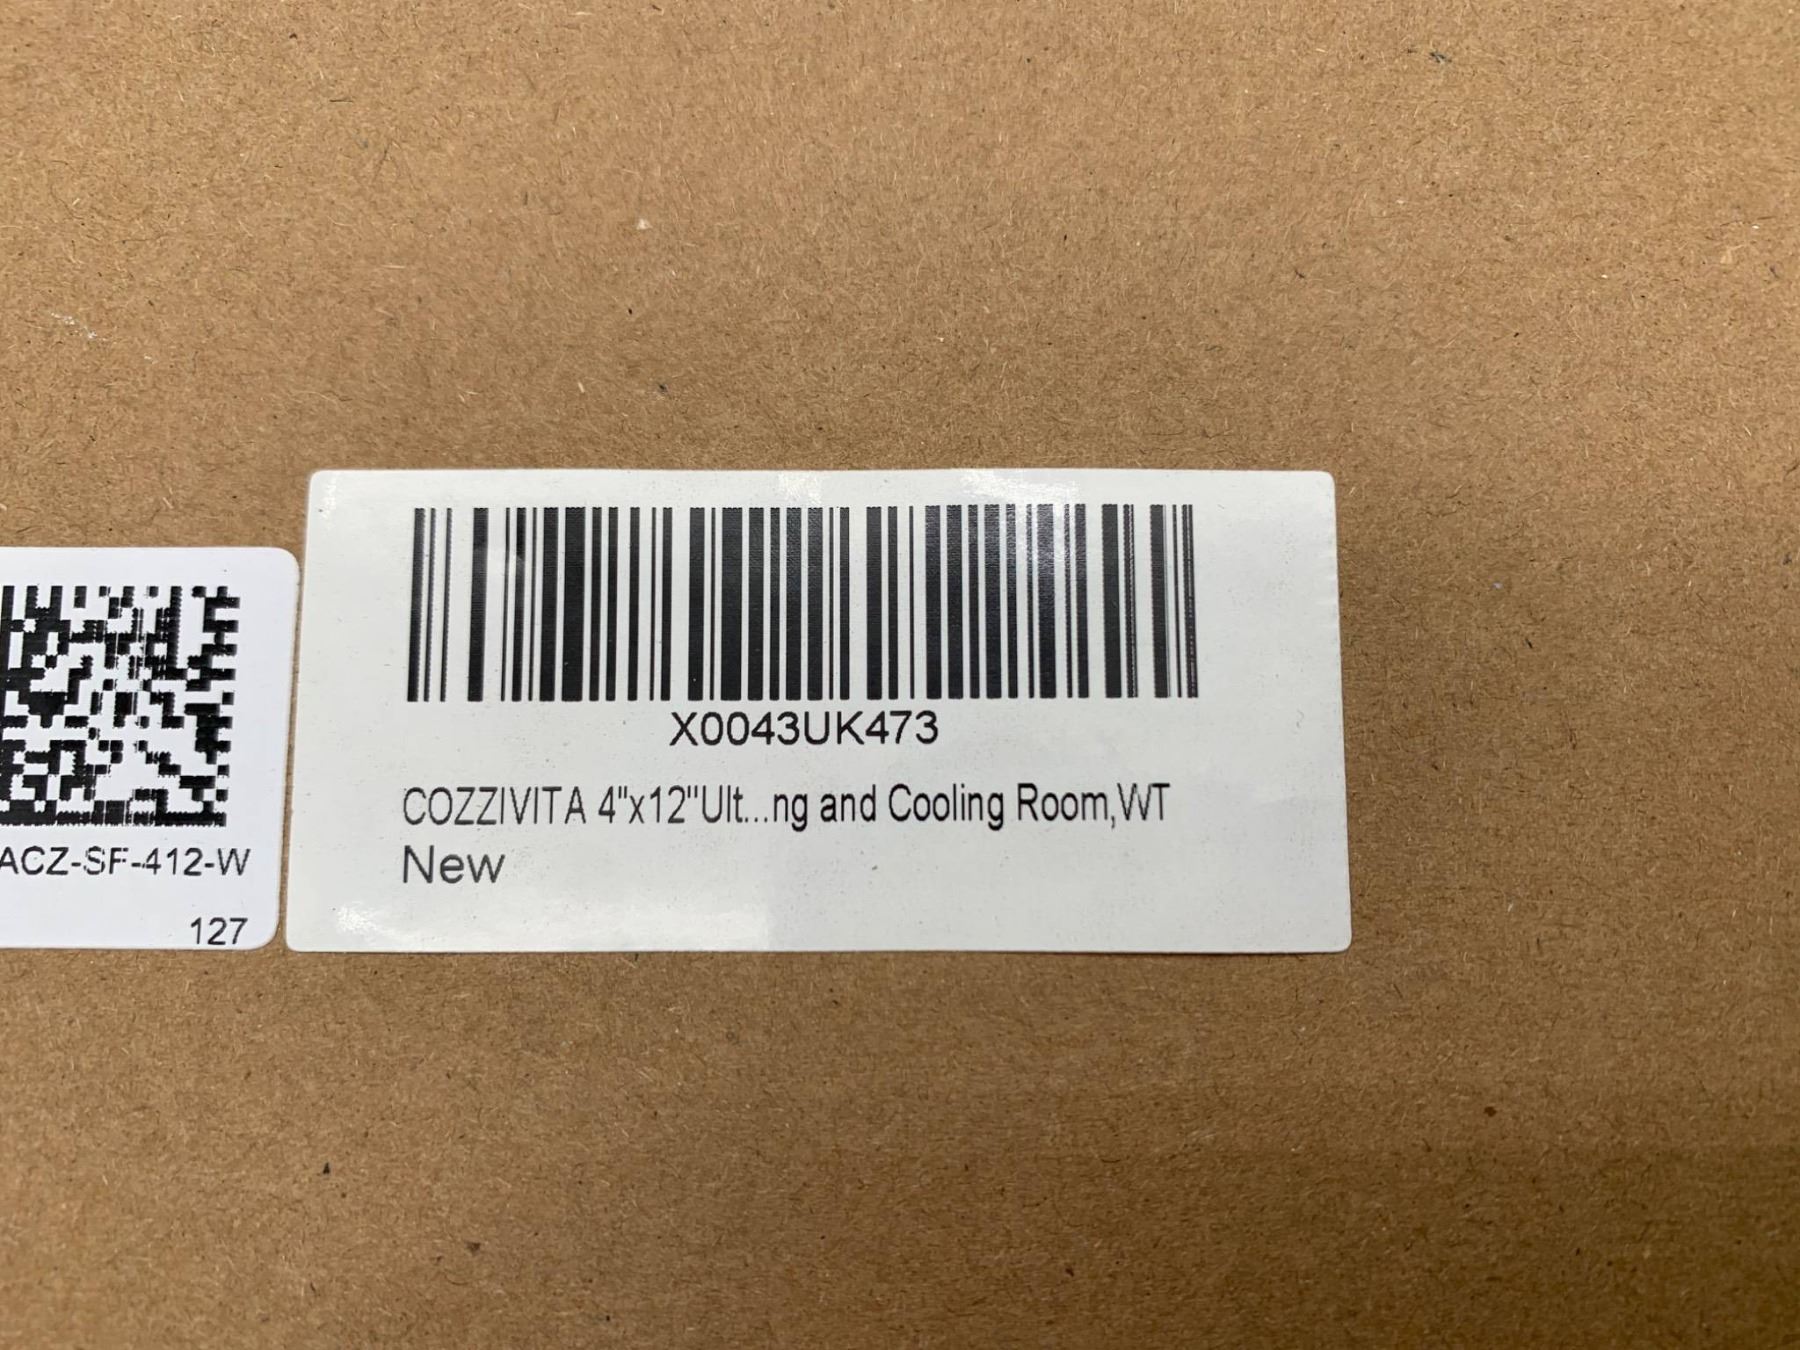 X0043UK473
COZZIVITA 4"x12"Ult...ng and Cooling Room,WT
New
ACZ-SF-412-W
127